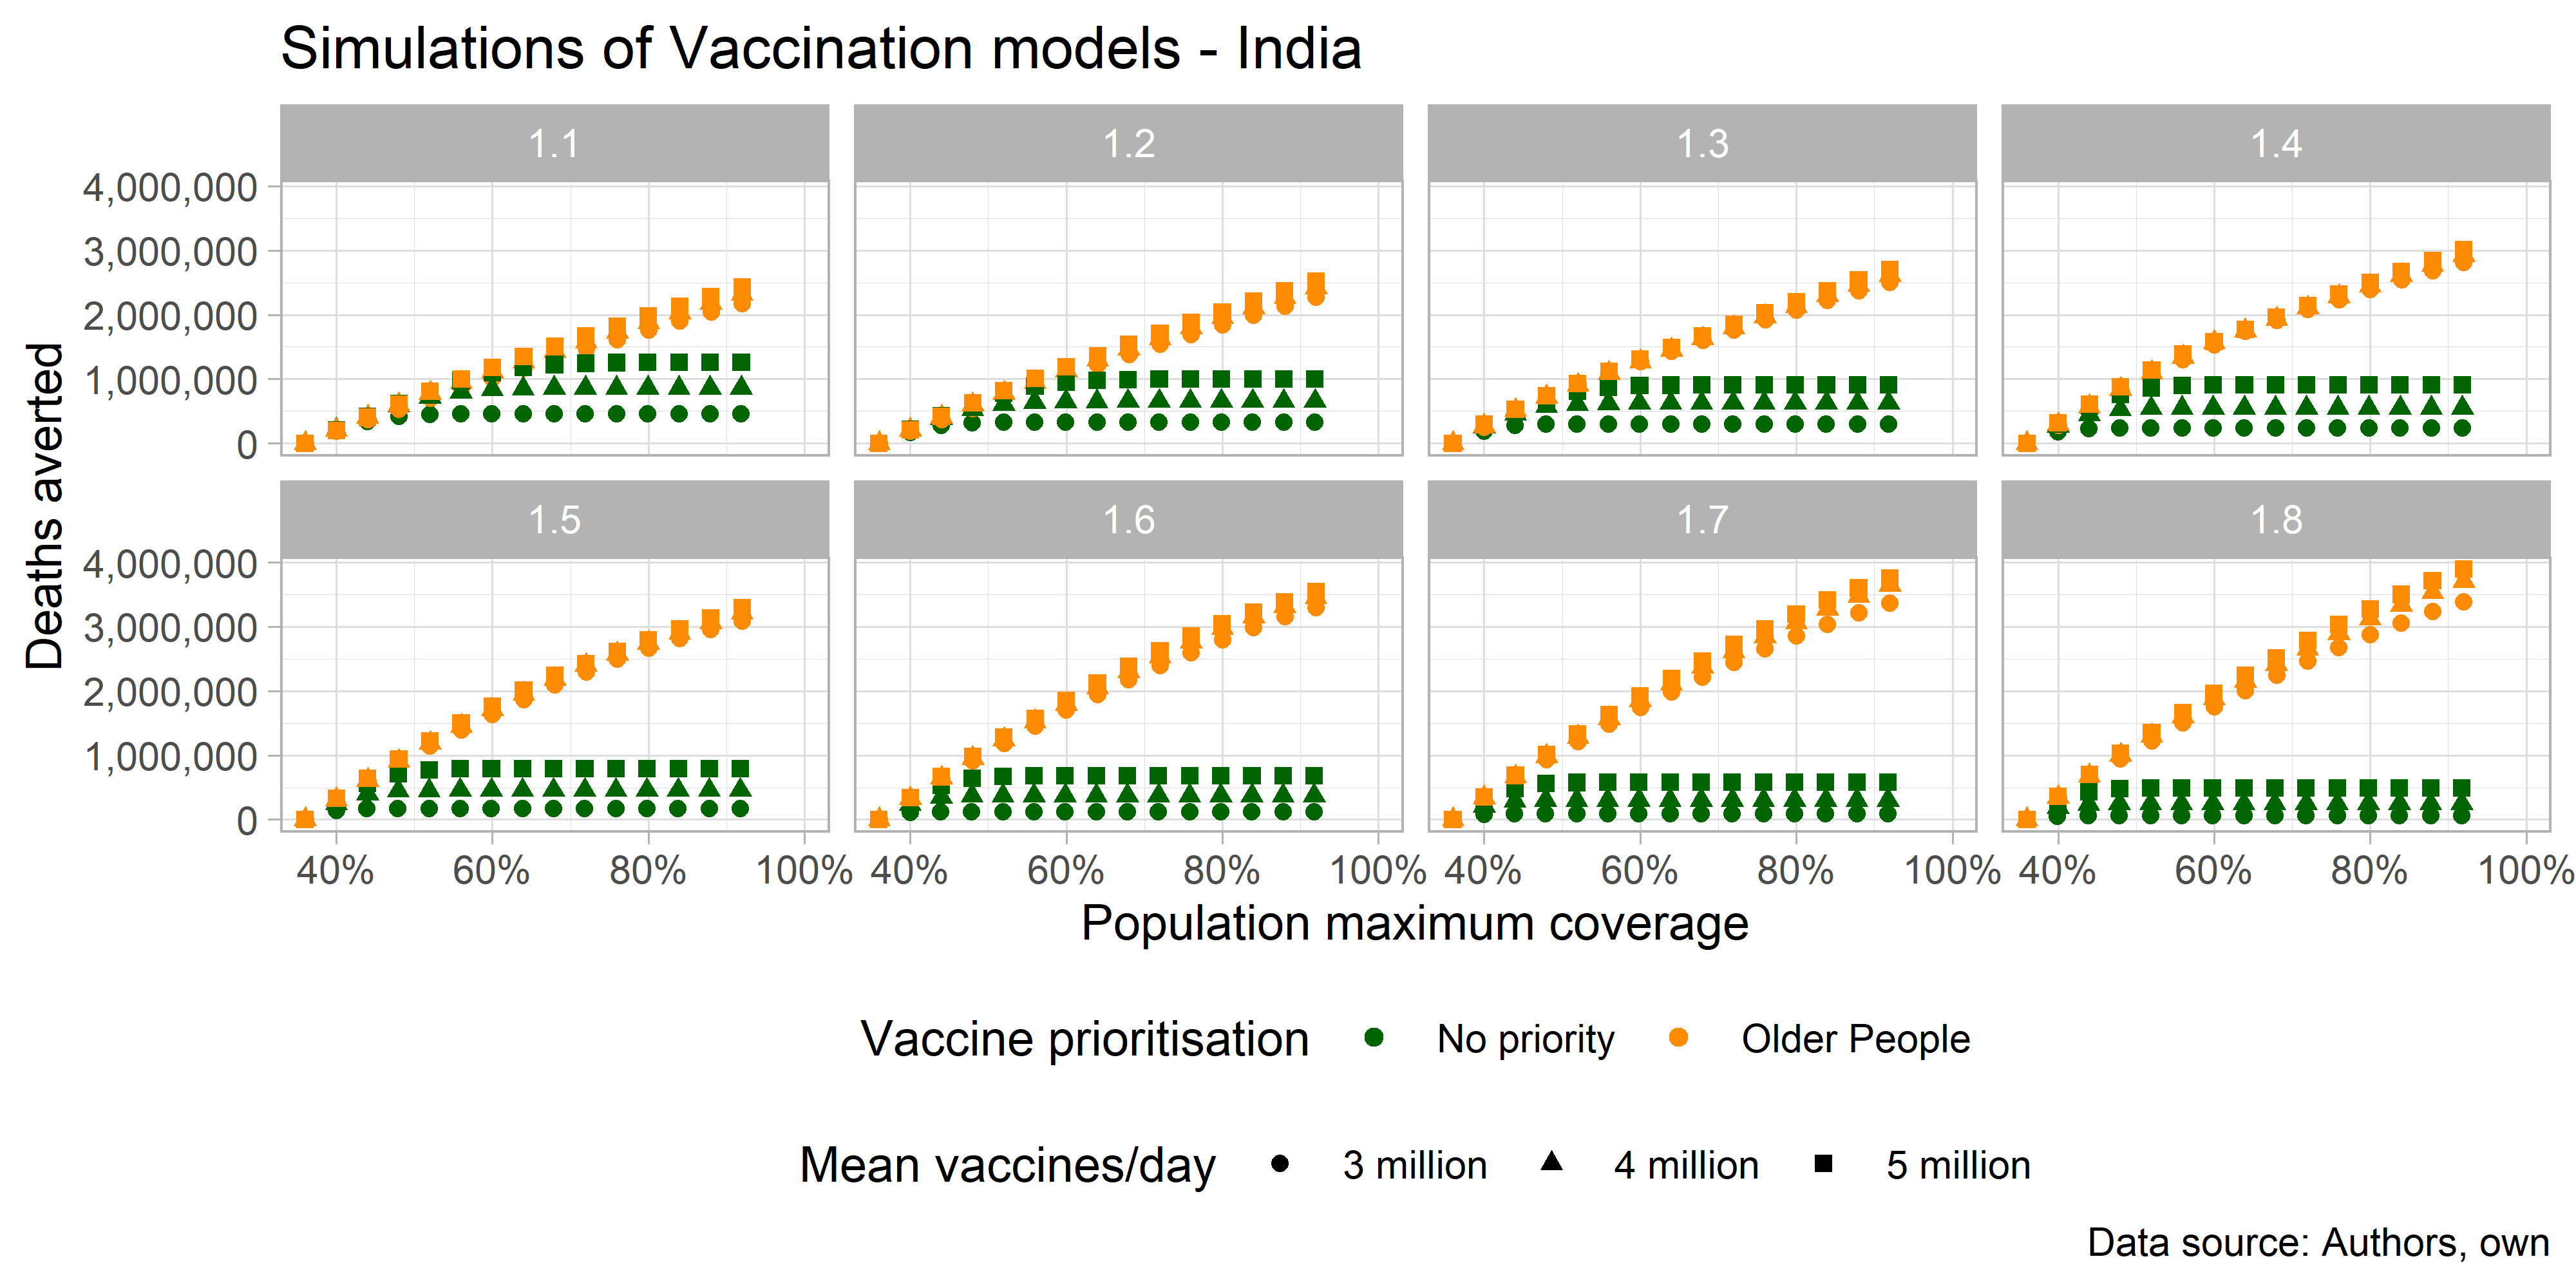 Simulations of Vaccination models - India
1.1 1.2 1.3 1.4
4,000,000
3,000,000
2,000,000
1,000,000
0
1.5 1.6 1.7 1.8
4,000,000
3,000,000
2,000,000
1,000,000
0
Deaths averted
40% 60% 80% 100% 40% 60% 80% 100% 40% 60% 80% 100% 40% 60% 80% 100%
Population maximum coverage
Vaccine prioritisation No priority Older People
Mean vaccines/day 3 million 4 million 5 million
Data source: Authors, own